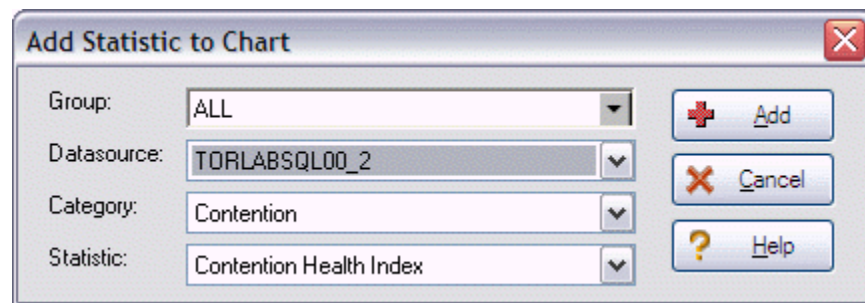 Add Statistic to Chart
Group: ALL
Datasource: TORLABSQL00_2
Category: Contention
Statistic: Contention Health Index
Add
Cancel
Help